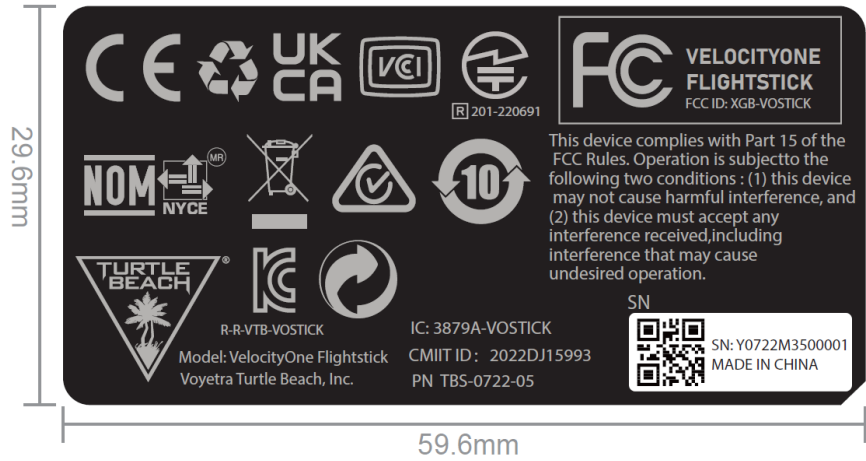 CE
UK
CA
VCI
R 201-220691
FC
VELOCITYONE
FLIGHTSTICK
FCC ID: XGB-VOSTICK
29.6mm
NOM
MR
NYCE
10
This device complies with Part 15 of the
FCC Rules. Operation is subjectto the
following two conditions : (1) this device
may not cause harmful interference, and
(2) this device must accept any
interference received,including
interference that may cause
undesired operation.
TURTLE
BEACH
®
KC
R-R-VTB-VOSTICK
Model: VelocityOne Flightstick
Voyetra Turtle Beach, Inc.
IC: 3879A-VOSTICK
CMIIT ID： 2022DJ15993
PN TBS-0722-05
SN
SN: Y0722M3500001
MADE IN CHINA
59.6mm